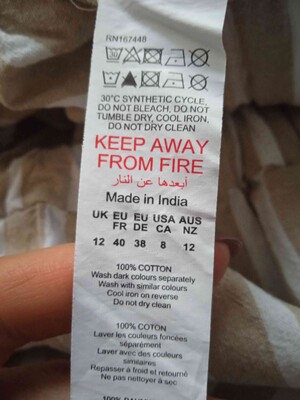 RN167448
30°C SYNTHETIC CYCLE,
DO NOT BLEACH, DO NOT
TUMBLE DRY, COOL IRON,
DO NOT DRY CLEAN
KEEP AWAY
FROM FIRE
أبعدها عن النار
Made in India
UK EU EU USA AUS
FR DE CA NZ
12 40 38 8 12
100% COTTON
Wash dark colours separately
Wash with similar colours
Cool iron on reverse
Do not dry clean
100% COTTON
Laver les couleurs foncées
séparément
Laver avec des couleurs
similaires
Repasser à froid et retourné
Ne pas nettoyer à sec